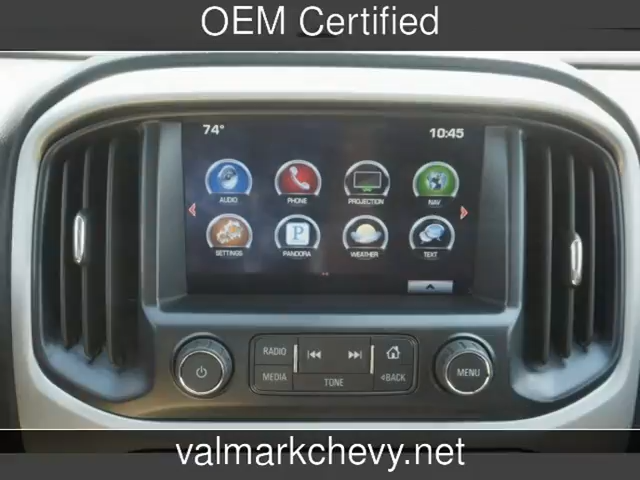 OEM Certified
74° 10:45
AUDIO PHONE PROJECTION NAV
SETTINGS PANDORA WEATHER TEXT
RADIO
MEDIA TONE BACK
MENU
valmarkchevy.net